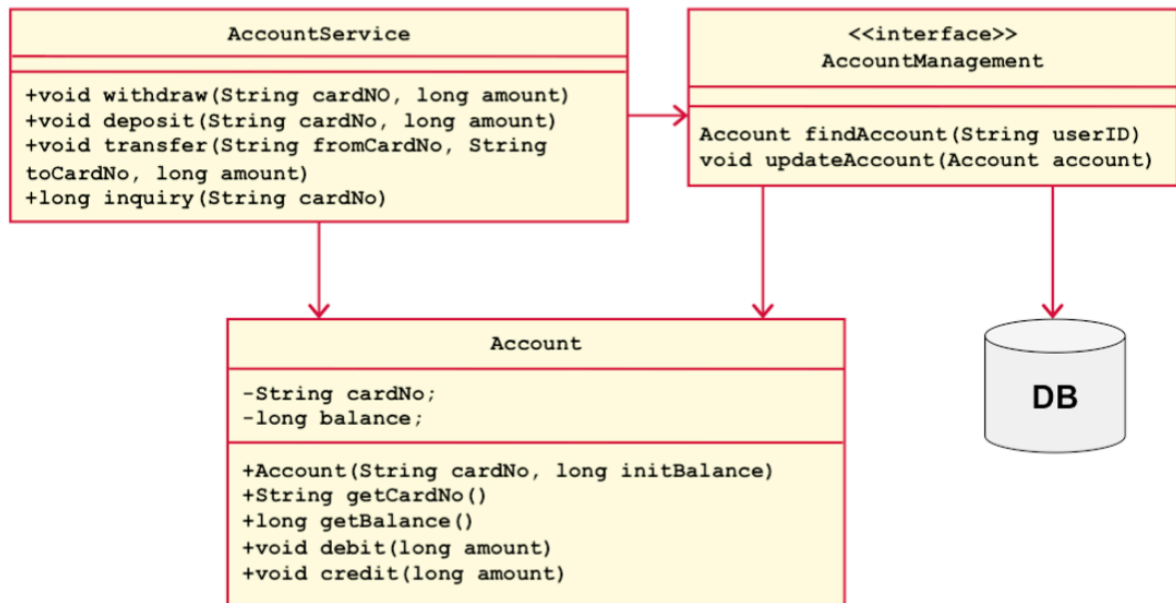 AccountService
+void withdraw(String cardNO, long amount)
+void deposit(String cardNo, long amount)
+void transfer(String fromCardNo, String
toCardNo, long amount)
+long inquiry(String cardNo)
<<interface>>
AccountManagement
Account findAccount(String userID)
void updateAccount(Account account)
Account
-String cardNo;
-long balance;
+Account(String cardNo, long initBalance)
+String getCardNo()
+long getBalance()
+void debit(long amount)
+void credit(long amount)
DB